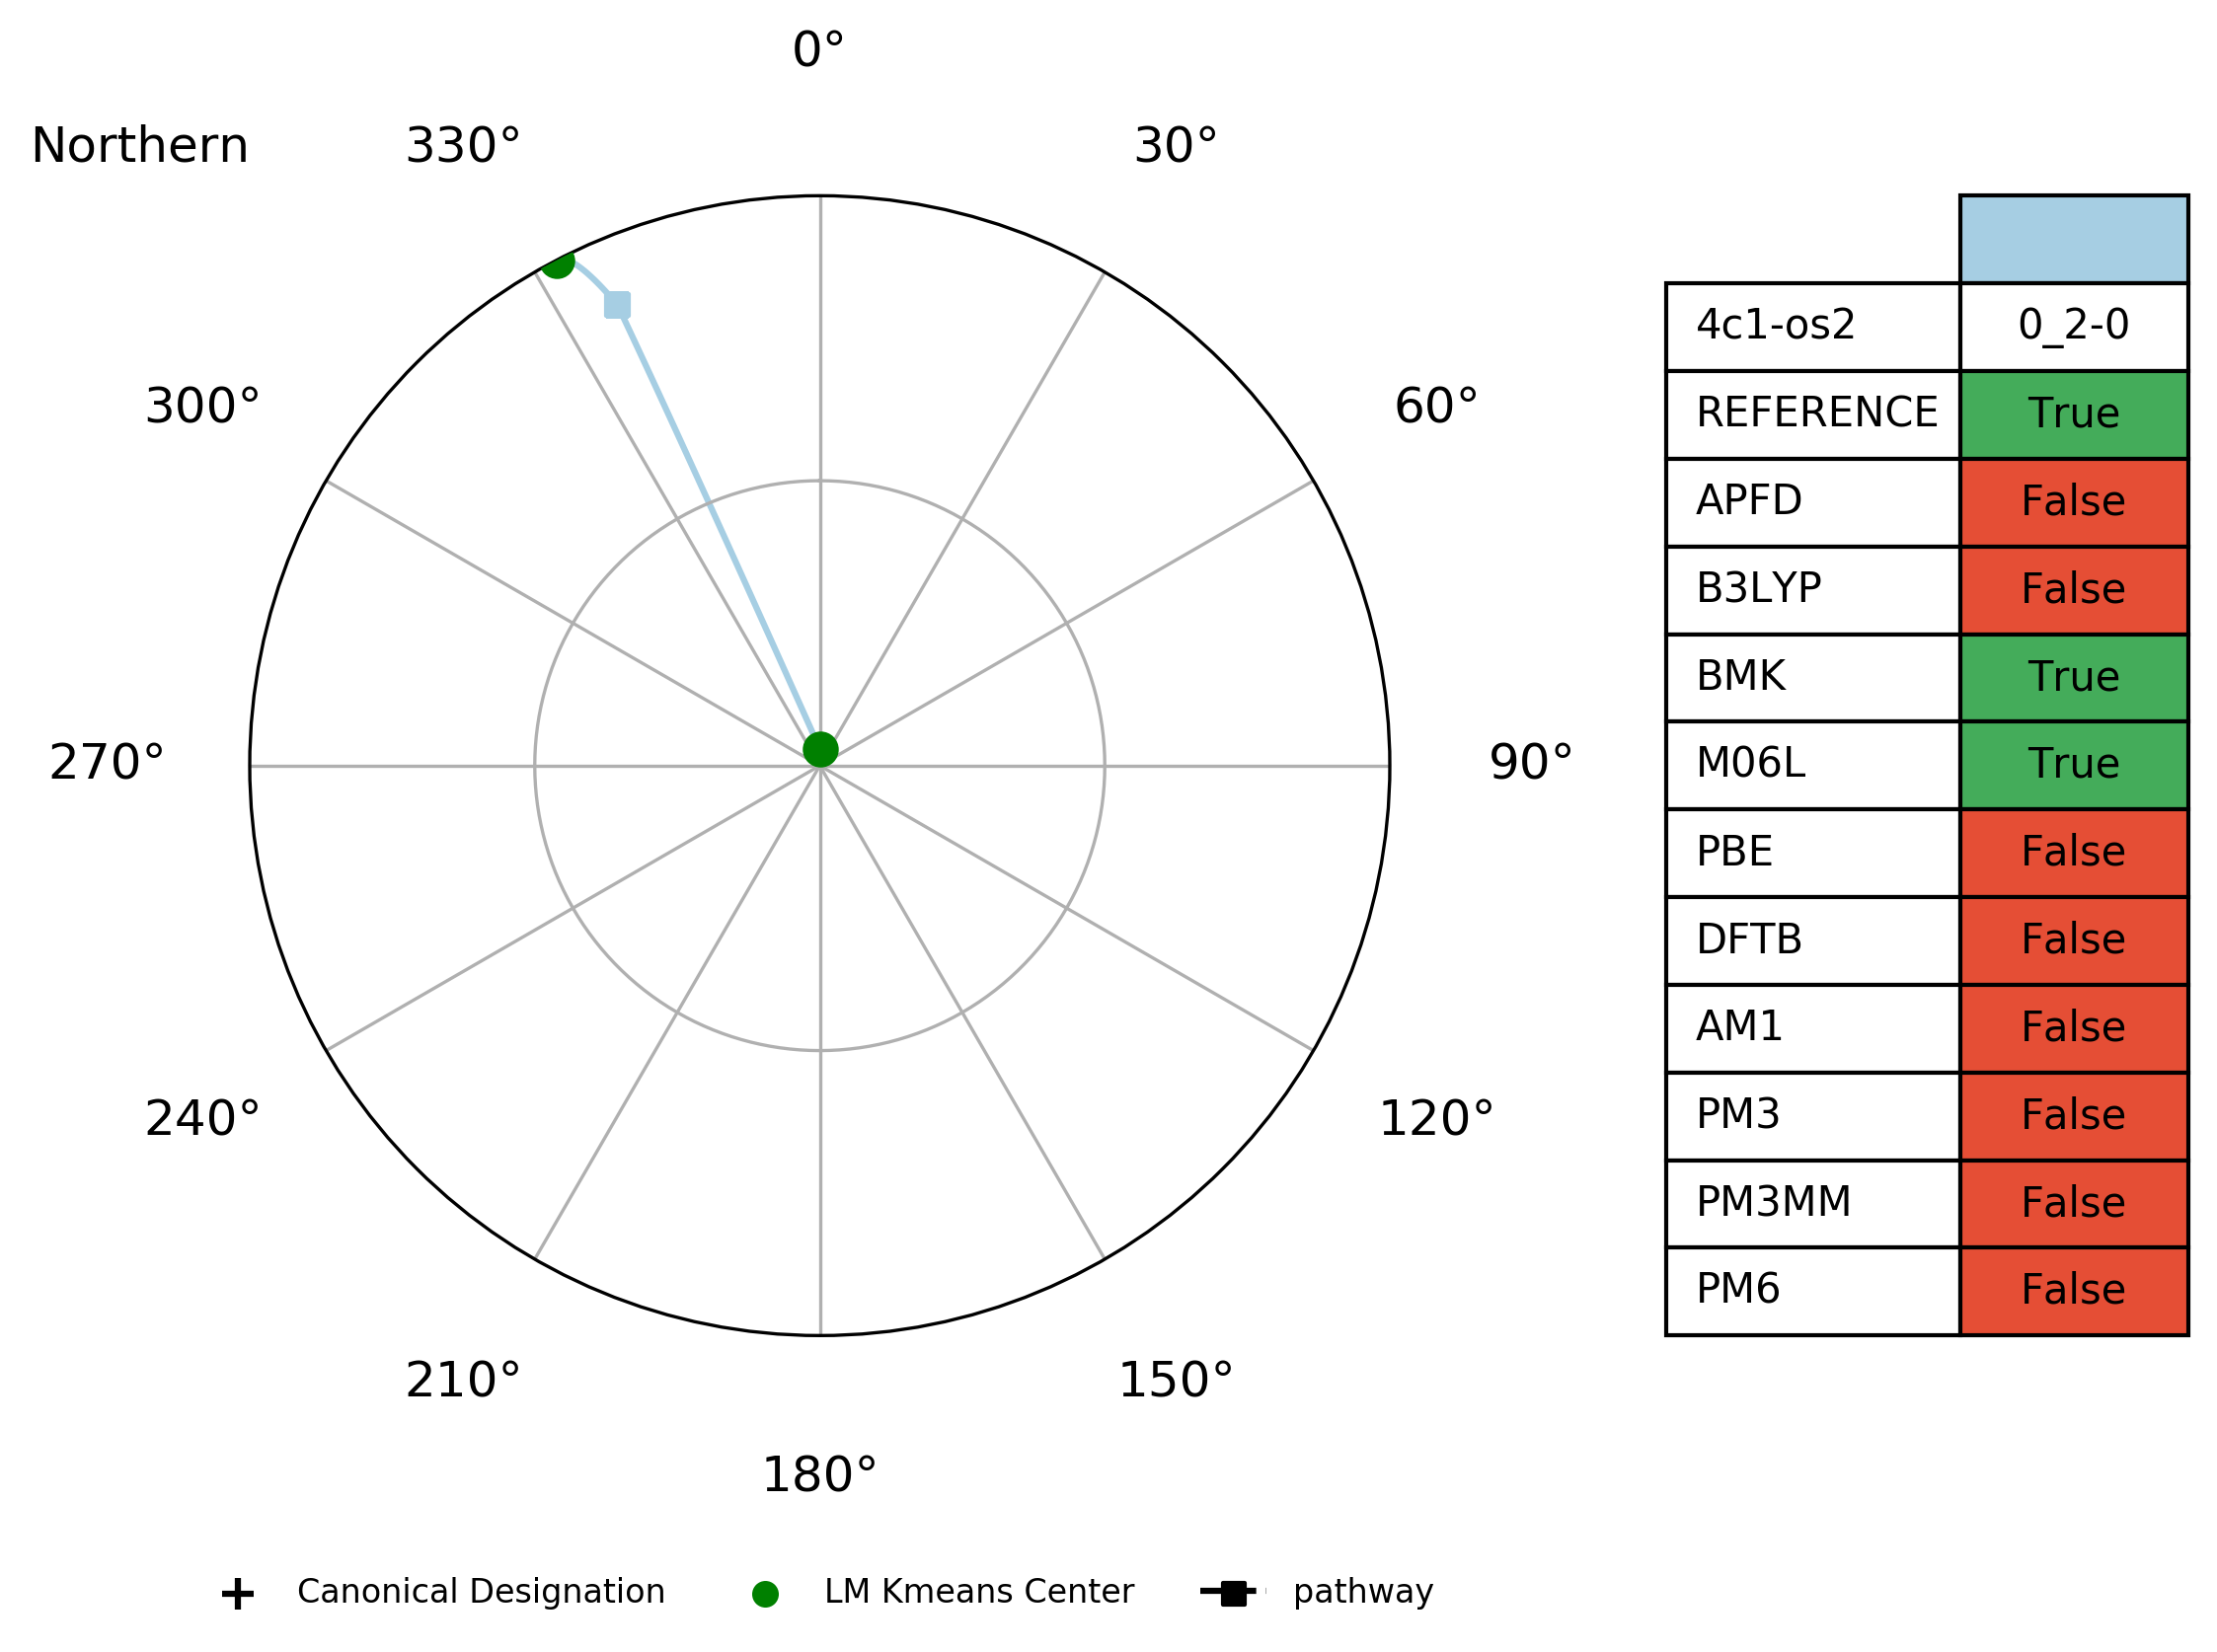 0°
Northern
330°
30°
300°
60°
270°
90°
240°
120°
210°
150°
180°
4c1-os2 0_2-0
REFERENCE True
APFD False
B3LYP False
BMK True
M06L True
PBE False
DFTB False
AM1 False
PM3 False
PM3MM False
PM6 False
Canonical Designation LM Kmeans Center pathway